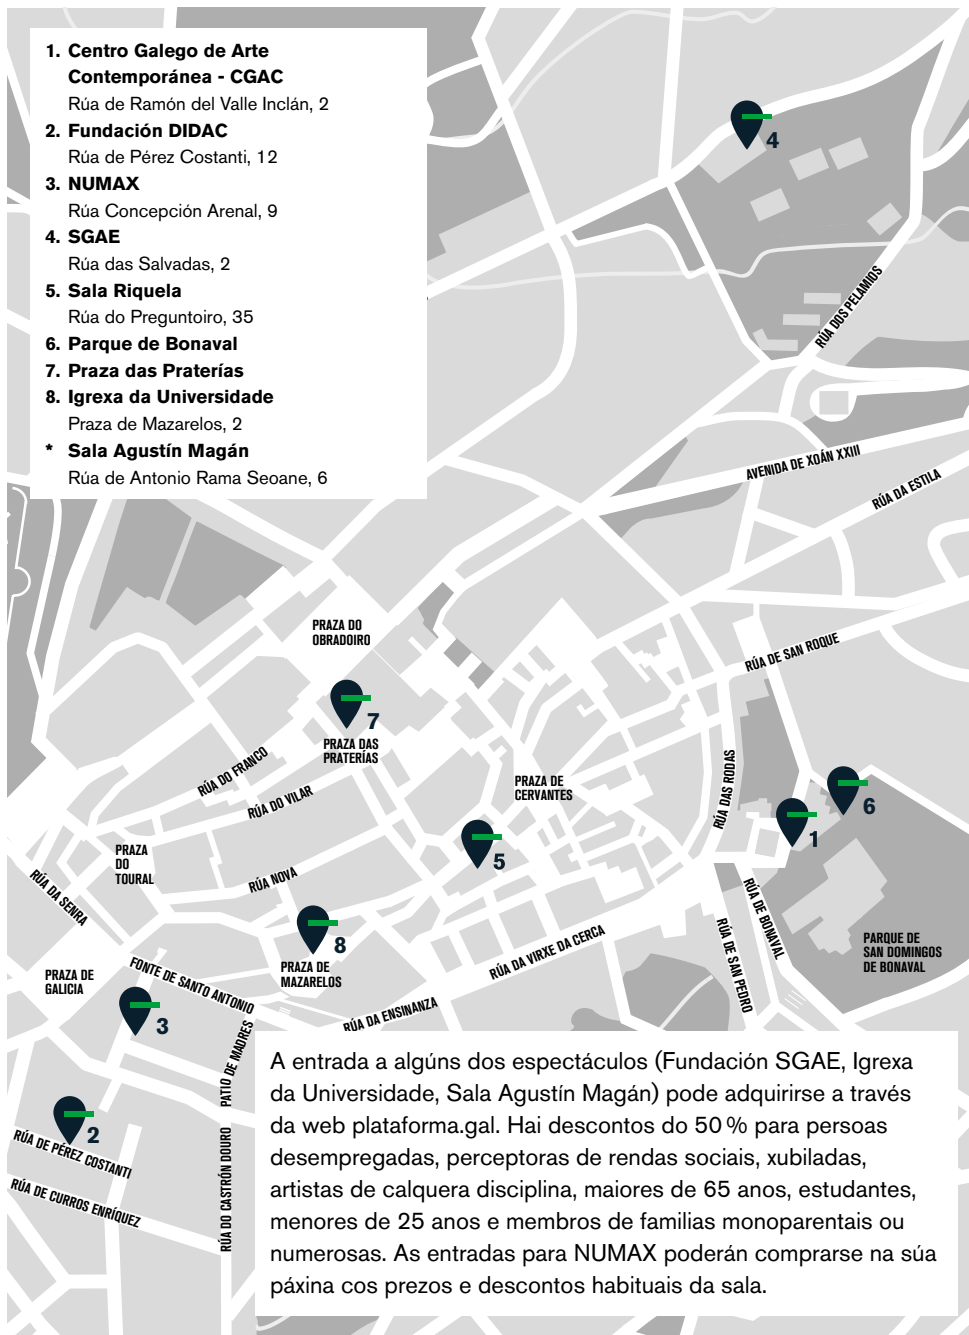 1. Centro Galego de Arte
Contemporánea - CGAC
Rúa de Ramón del Valle Inclán, 2
2. Fundación DIDAC
Rúa de Pérez Costanti, 12
3. NUMAX
Rúa Concepción Arenal, 9
4. SGAE
Rúa das Salvadas, 2
5. Sala Riquela
Rúa do Preguntoiro, 35
6. Parque de Bonaval
7. Praza das Praterías
8. Igrexa da Universidade
Praza de Mazarelos, 2
* Sala Agustín Magán
Rúa de Antonio Rama Seoane, 6
4
RÚA DOS PELAMIOS
AVENIDA DE XOÁN XXIII
RÚA DA ESTILA
PRAZA DO
OBRADOIRO
RÚA DE SAN ROQUE
7
PRAZA DAS
PRATERÍAS
RÚA DO FRANCO
RÚA DO VILAR
PRAZA DE
CERVANTES
RÚA DAS RODAS
6
1
5
PRAZA
DO
TOURAL
RÚA NOVA
RÚA DA SENRA
RÚA DE BONAVAL
RÚA DE SAN PEDRO
8
PRAZA DE
MAZARELOS
RÚA DA VIRXE DA CERCA
PARQUE DE
SAN DOMINGOS
DE BONAVAL
PRAZA DE
GALICIA
FONTE DE SANTO ANTONIO
RÚA DA ENSINANZA
3
PATIO DE MADRES
2
RÚA DE PÉREZ COSTANTI
RÚA DE CURROS ENRÍQUEZ
RÚA DO CASTRÓN DOURO
A entrada a algúns dos espectáculos (Fundación SGAE, Igrexa
da Universidade, Sala Agustín Magán) pode adquirirse a través
da web plataforma.gal. Hai descontos do 50 % para persoas
desempregadas, perceptoras de rendas sociais, xubiladas,
artistas de calquera disciplina, maiores de 65 anos, estudantes,
menores de 25 anos e membros de familias monoparentais ou
numerosas. As entradas para NUMAX poderán comprarse na súa
páxina cos prezos e descontos habituais da sala.